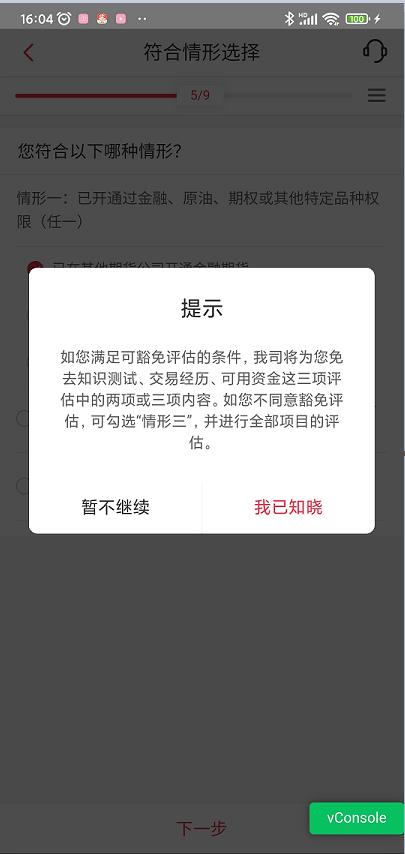 16:04
HD
100
符合情形选择
5/9
您符合以下哪种情形？
情形一：已开通过金融、原油、期权或其他特定品种权
限（任一）
已在其他期货公司开通金融期货
提示
如您满足可豁免评估的条件，我司将为您免
去知识测试、交易经历、可用资金这三项评
估中的两项或三项内容。如您不同意豁免评
估，可勾选“情形三”，并进行全部项目的评
估。
暂不继续
我已知晓
下一步
vConsole